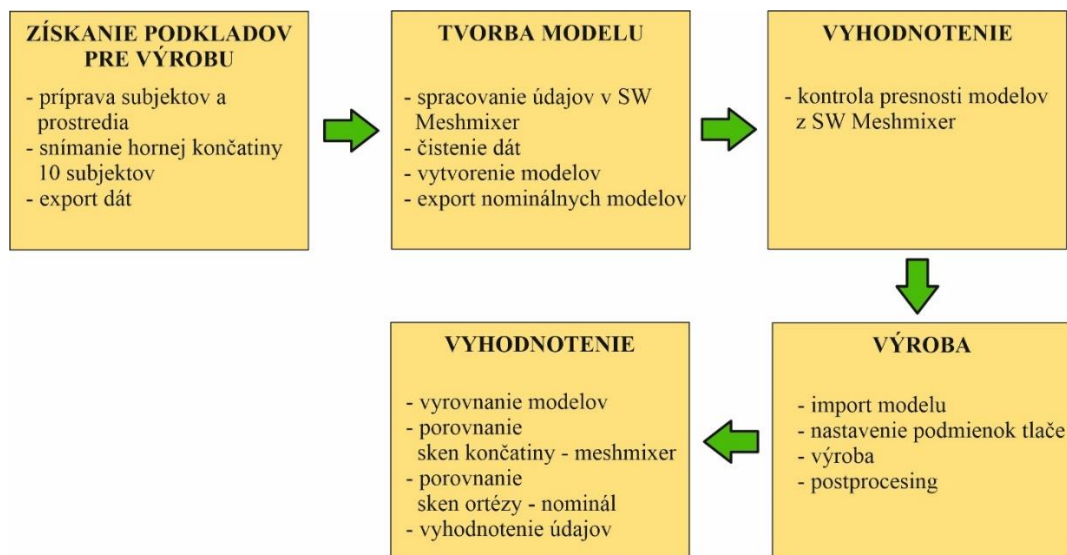 ZÍSKANIE PODKLADOV
PRE VÝROBU
- príprava subjektov a
prostredia
- snímanie hornej končatiny
10 subjektov
- export dát
TVORBA MODELU
- spracovanie údajov v SW
Meshmixer
- čistenie dát
- vytvorenie modelov
- export nominálnych modelov
VYHODNOTENIE
- kontrola presnosti modelov
z SW Meshmixer
VÝROBA
- import modelu
- nastavenie podmienok tlače
- výroba
- postprocesing
VYHODNOTENIE
- vyrovnanie modelov
- porovnanie
sken končatiny - meshmixer
- porovnanie
sken ortézy - nominál
- vyhodnotenie údajov